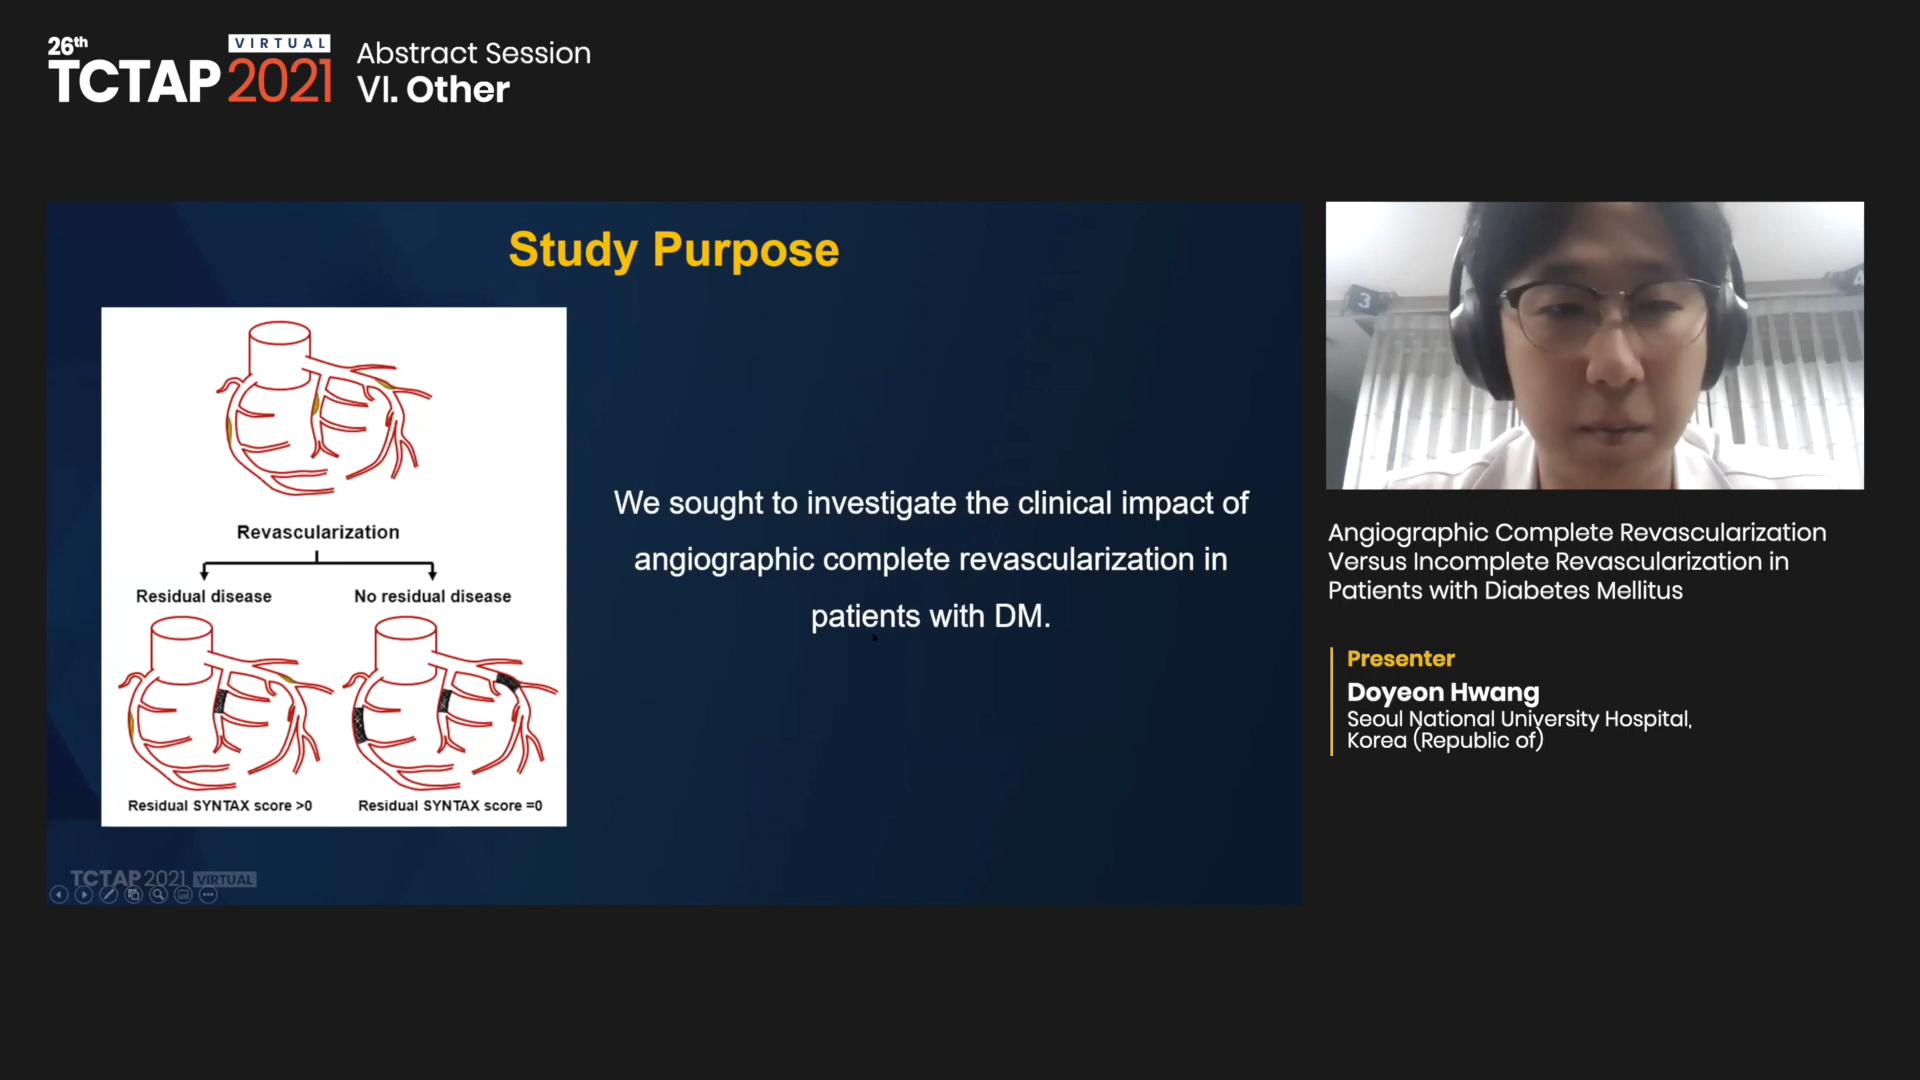 26th
VIRTUAL
TCTAP 2021
Abstract Session
VI. Other
Study Purpose
Revascularization
Residual disease
No residual disease
Residual SYNTAX score >0
Residual SYNTAX score =0
We sought to investigate the clinical impact of
angiographic complete revascularization in
patients with DM.
TCTAP 2021 VIRTUAL
3
4
Angiographic Complete Revascularization
Versus Incomplete Revascularization in
Patients with Diabetes Mellitus
Presenter
Doyeon Hwang
Seoul National University Hospital,
Korea (Republic of)